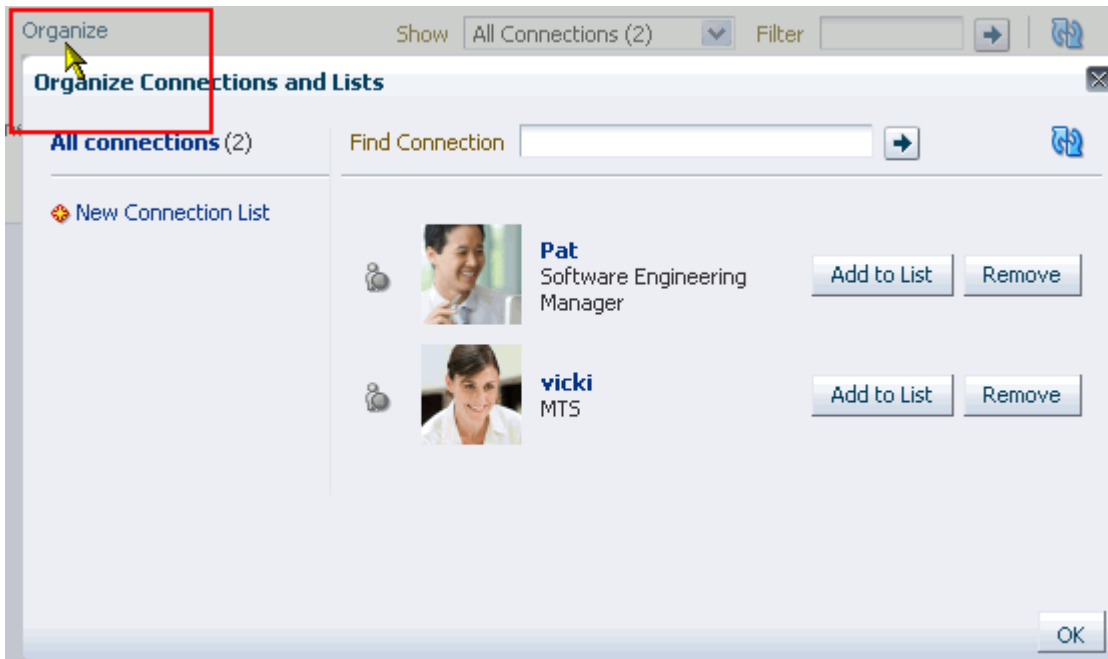 Organize Show All Connections (2) Filter
Organize Connections and Lists
All connections (2) Find Connection
New Connection List
Pat
Software Engineering
Manager
Add to List Remove
vicki
MTS
Add to List Remove
OK